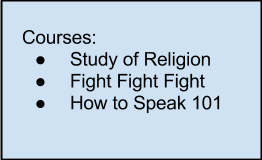 Courses:
● Study of Religion
● Fight Fight Fight
● How to Speak 101